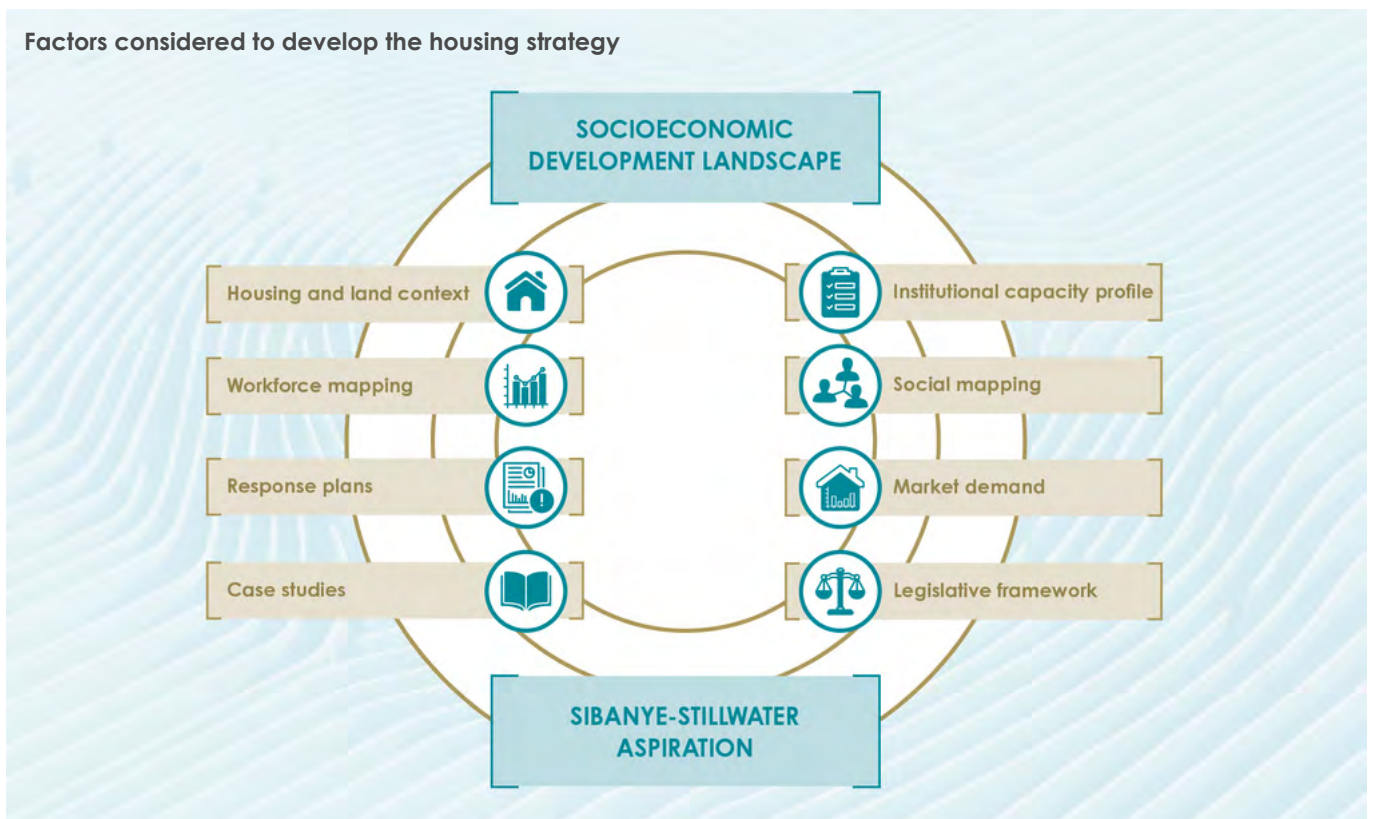 Factors considered to develop the housing strategy
SOCIOECONOMIC
DEVELOPMENT LANDSCAPE
Housing and land context
Workforce mapping
Response plans
Case studies
Institutional capacity profile
Social mapping
Market demand
Legislative framework
SIBANYE-STILLWATER
ASPIRATION